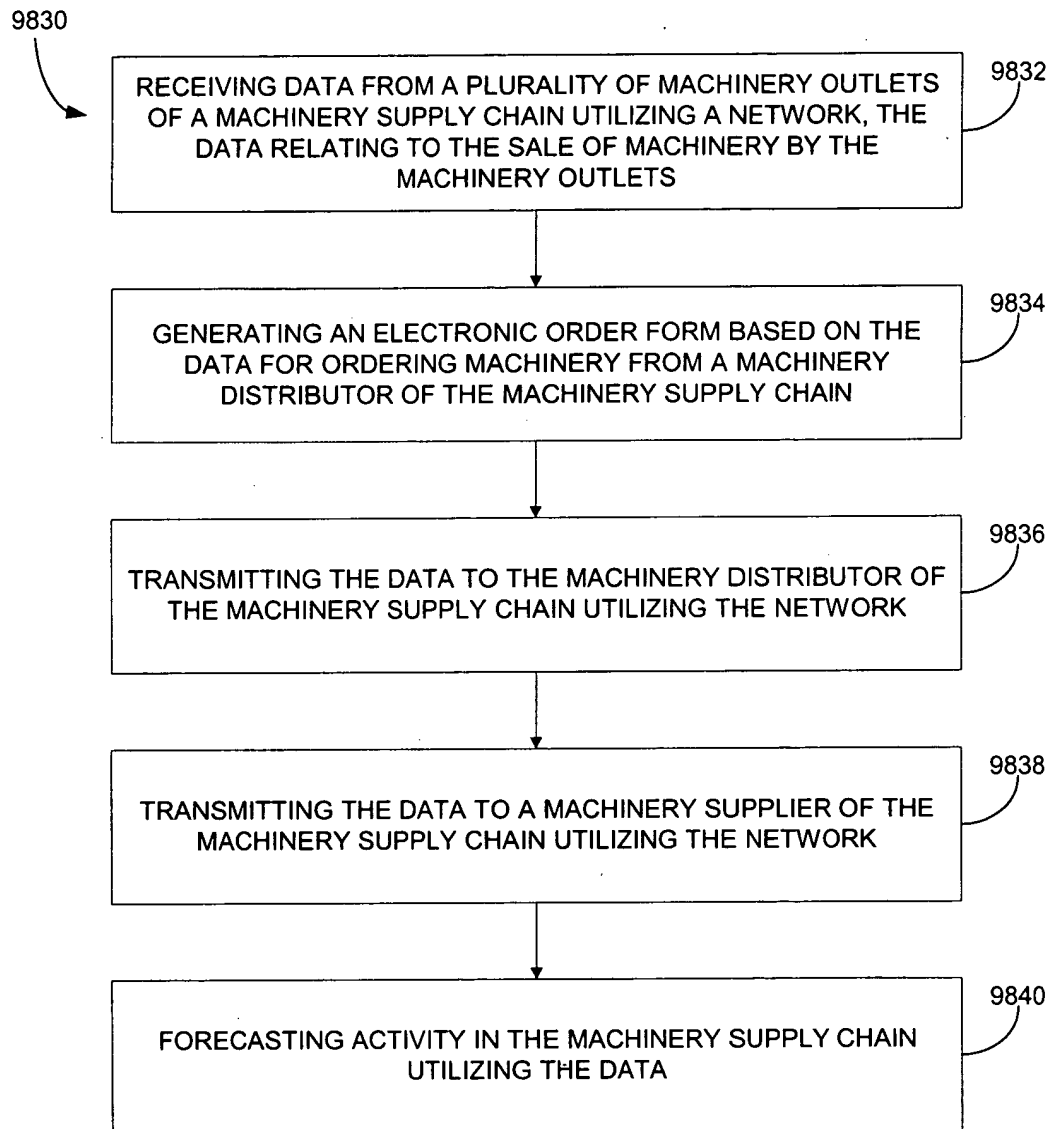 9830
9832
RECEIVING DATA FROM A PLURALITY OF MACHINERY OUTLETS
OF A MACHINERY SUPPLY CHAIN UTILIZING A NETWORK, THE
DATA RELATING TO THE SALE OF MACHINERY BY THE
MACHINERY OUTLETS
9834
GENERATING AN ELECTRONIC ORDER FORM BASED ON THE
DATA FOR ORDERING MACHINERY FROM A MACHINERY
DISTRIBUTOR OF THE MACHINERY SUPPLY CHAIN
9836
TRANSMITTING THE DATA TO THE MACHINERY DISTRIBUTOR OF
THE MACHINERY SUPPLY CHAIN UTILIZING THE NETWORK
9838
TRANSMITTING THE DATA TO A MACHINERY SUPPLIER OF THE
MACHINERY SUPPLY CHAIN UTILIZING THE NETWORK
9840
FORECASTING ACTIVITY IN THE MACHINERY SUPPLY CHAIN
UTILIZING THE DATA